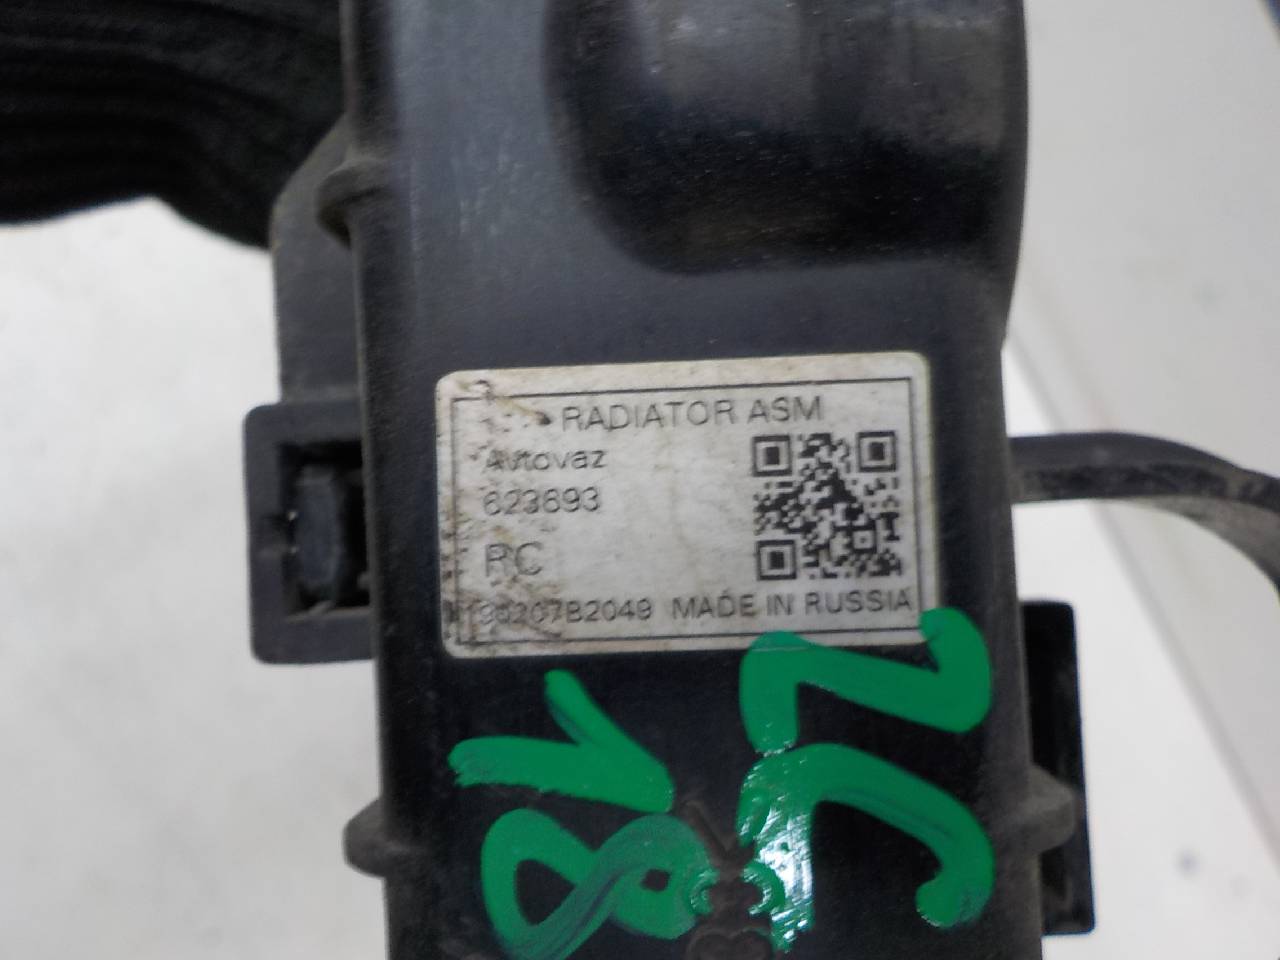 RADIATOR ASM
Avtovaz
623693
RC
MADE IN RUSSIA